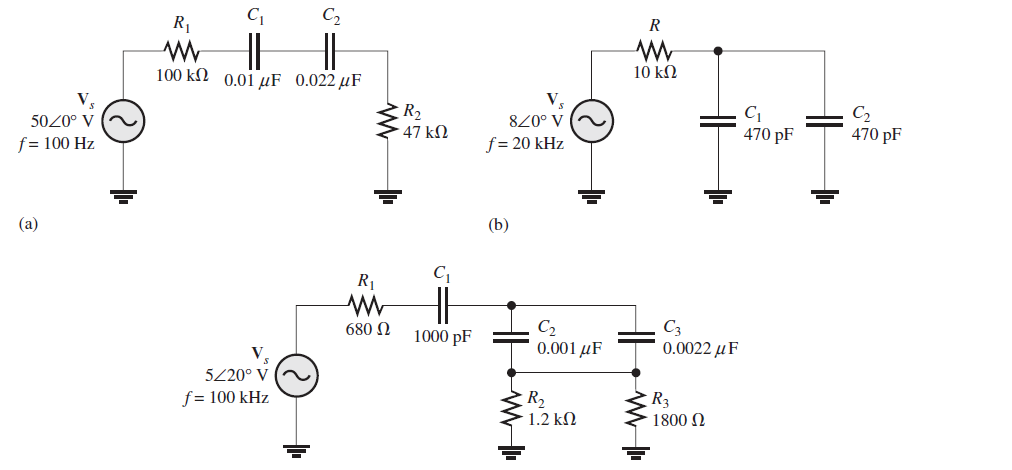 R₁
C₁
C₂
100 kΩ
0.01 μF
0.022 μF
Vₛ
50∠0° V
f = 100 Hz
R₂
47 kΩ
(a)
R
10 kΩ
Vₛ
8∠0° V
f = 20 kHz
C₁
470 pF
C₂
470 pF
(b)
R₁
C₁
680 Ω
1000 pF
Vₛ
5∠20° V
f = 100 kHz
C₂
0.001 μF
C₃
0.0022 μF
R₂
1.2 kΩ
R₃
1800 Ω